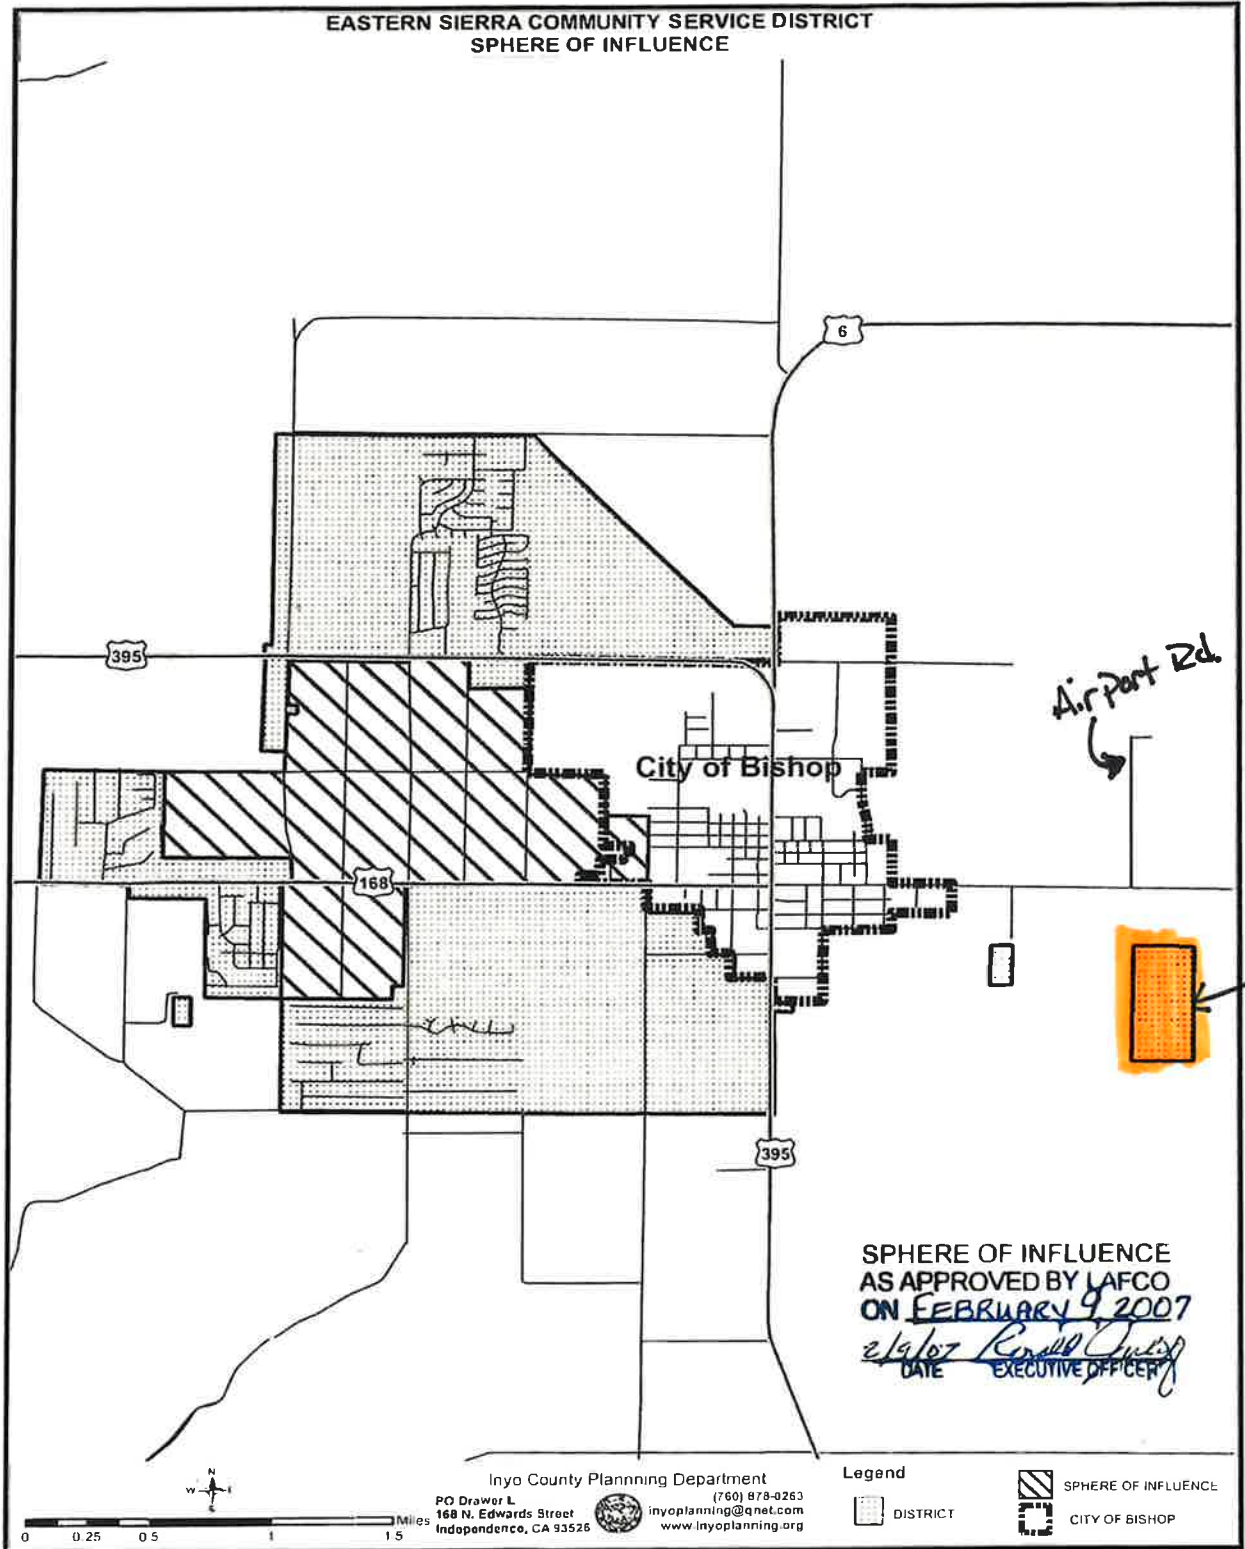 EASTERN SIERRA COMMUNITY SERVICE DISTRICT
SPHERE OF INFLUENCE
6
395
Airport Rd.
City of Bishop
168
395
SPHERE OF INFLUENCE
AS APPROVED BY LAFCO
ON FEBRUARY 9, 2007
2/9/07
DATE EXECUTIVE OFFICER
N
W E
S
0 0.25 0.5 1 1.5 Miles
Inyo County Plannning Department
PO Drawer L
168 N. Edwards Street
Independence, CA 93526
(760) 878-0263
inyoplanning@qnet.com
www.inyoplanning.org
Legend
DISTRICT
SPHERE OF INFLUENCE
CITY OF BISHOP